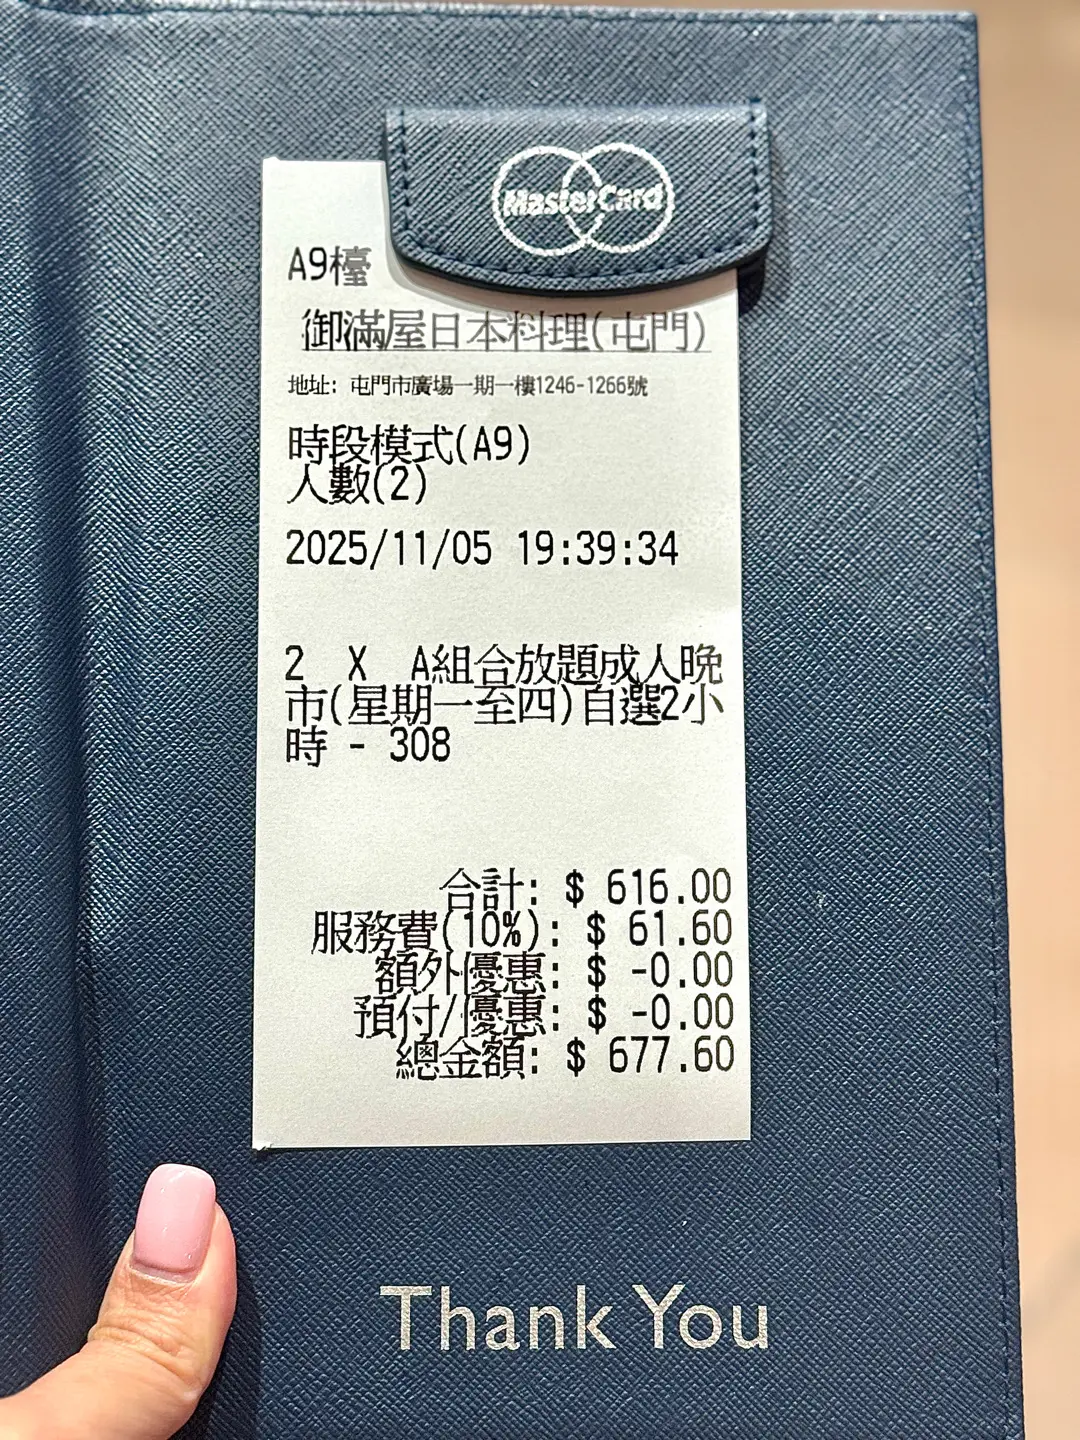 MasterCard
A9檯
御滿屋日本料理(屯門)
地址: 屯門市廣場一期一樓1246-1266號
時段模式(A9)
人數(2)
2025/11/05 19:39:34
2 X A組合放題成人晚
市(星期一至四)自選2小
時 - 308
合計: $ 616.00
服務費(10%): $ 61.60
額外優惠: $ -0.00
預付/優惠: $ -0.00
總金額: $ 677.60
Thank You